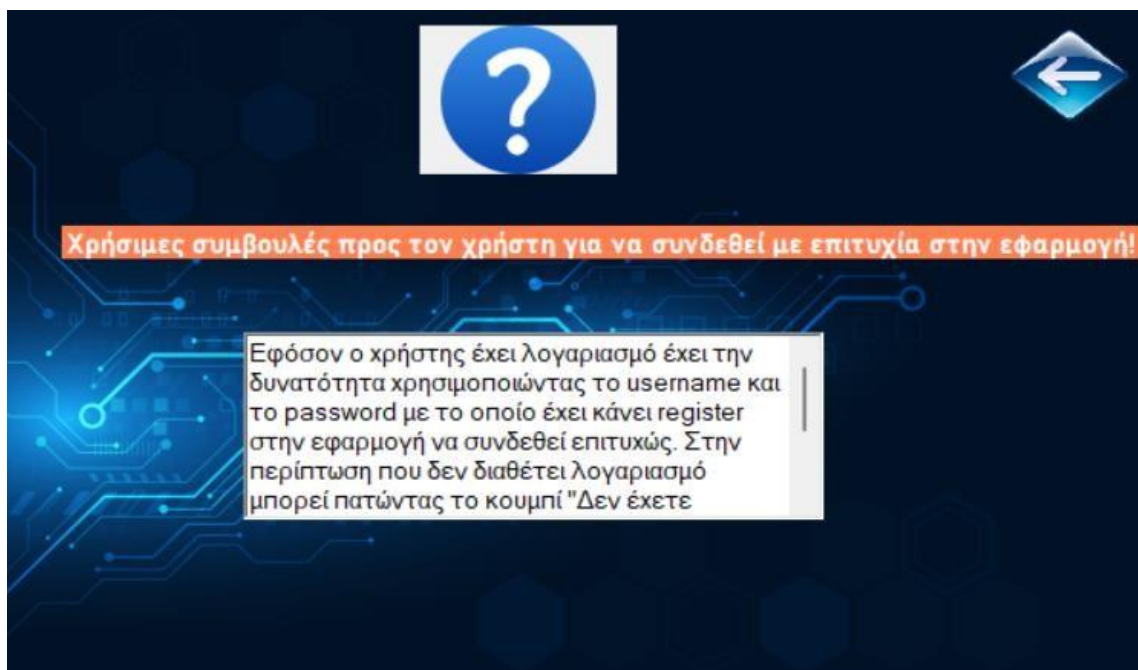 ?
Χρήσιμες συμβουλές προς τον χρήστη για να συνδεθεί με επιτυχία στην εφαρμογή!
Εφόσον ο χρήστης έχει λογαριασμό έχει την
δυνατότητα χρησιμοποιώντας το username και
το password με το οποίο έχει κάνει register
στην εφαρμογή να συνδεθεί επιτυχώς. Στην
περίπτωση που δεν διαθέτει λογαριασμό
μπορεί πατώντας το κουμπί "Δεν έχετε